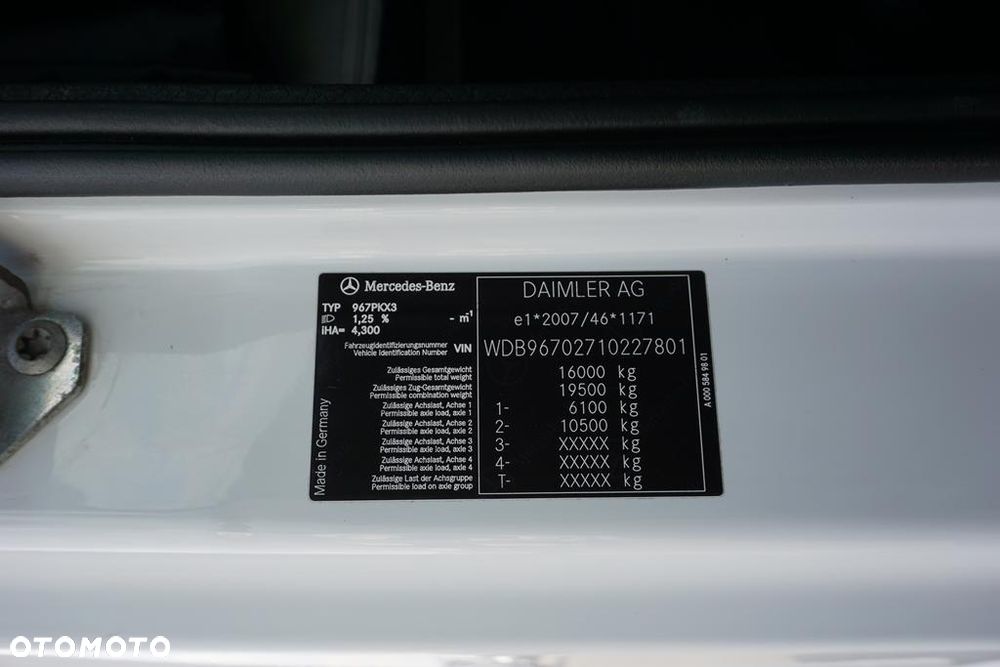 Mercedes-Benz
TYP 967PKX3
1,25 % - m¹
iHA= 4,300
Fahrzeugidentifizierungsnummer
Vehicle Identification Number VIN
Zulässiges Gesamtgewicht
Permissible total weight
Zulässiges Zug-Gesamtgewicht
Permissible combination weight
Zulässige Achslast, Achse 1
Permissible axle load, axle 1
Zulässige Achslast, Achse 2
Permissible axle load, axle 2
Zulässige Achslast, Achse 3
Permissible axle load, axle 3
Zulässige Achslast, Achse 4
Permissible axle load, axle 4
Zulässige Last der Achsgruppe
Permissible load on axle group
Made in Germany
DAIMLER AG
e1*2007/46*1171
WDB96702710227801
16000 kg
19500 kg
1- 6100 kg
2- 10500 kg
3- XXXXX kg
4- XXXXX kg
T- XXXXX kg
A 000 584 98 01
OTOMOTO